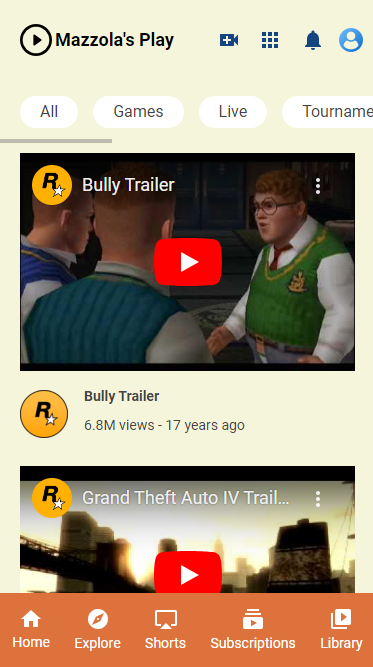 Mazzola's Play
All Games Live Tourname
R
Bully Trailer
R
Bully Trailer
6.8M views - 17 years ago
R
Grand Theft Auto IV Trail...
Home Explore Shorts Subscriptions Library